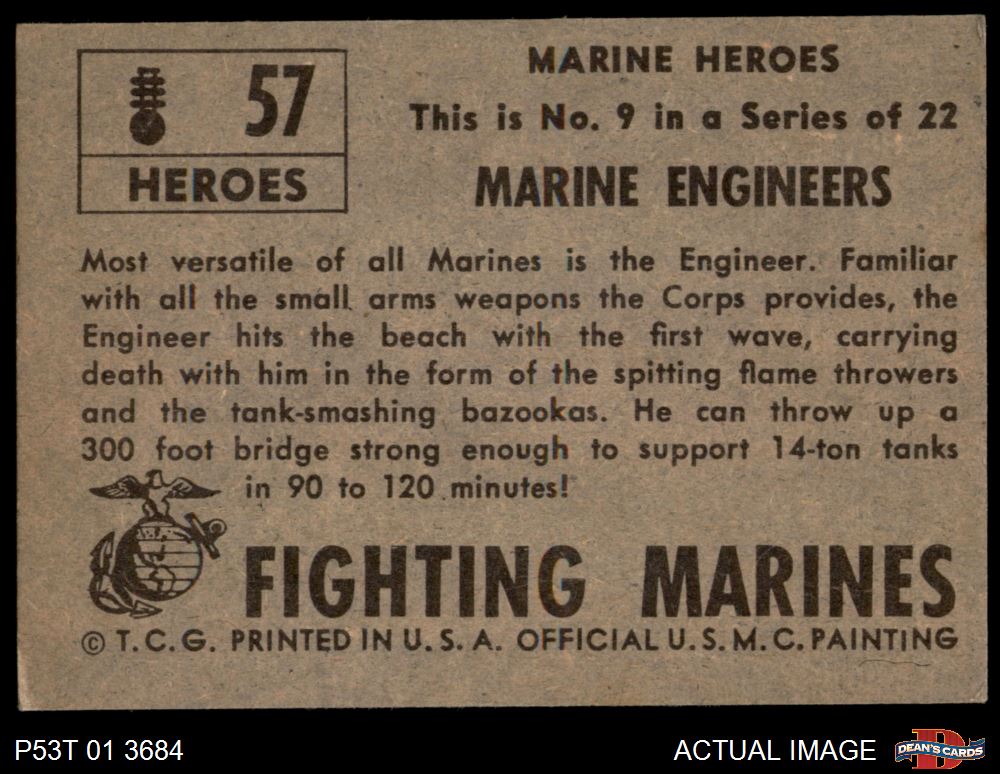 57
HEROES
MARINE HEROES
This is No. 9 in a Series of 22
MARINE ENGINEERS
Most versatile of all Marines is the Engineer. Familiar
with all the small arms weapons the Corps provides, the
Engineer hits the beach with the first wave, carrying
death with him in the form of the spitting flame throwers
and the tank-smashing bazookas. He can throw up a
300 foot bridge strong enough to support 14-ton tanks
in 90 to 120 minutes!
FIGHTING MARINES
© T.C.G. PRINTED IN U.S.A. OFFICIAL U.S.M.C. PAINTING
P53T 01 3684
ACTUAL IMAGE
D
DEAN'S CARDS